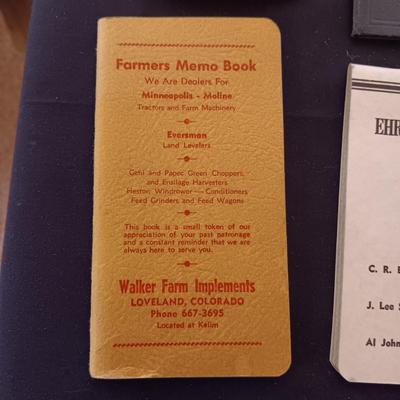 Farmers Memo Book
We Are Dealers For
Minneapolis - Moline
Tractors and Farm Machinery
Eversman
Land Levelers
Gehl and Papec Green Choppers,
and Ensilage Harvesters
Heston Windrower — Conditioners
Feed Grinders and Feed Wagons
This book is a small token of our
appreciation of your past patronage
and a constant reminder that we are
always here to serve you.
Walker Farm Implements
LOVELAND, COLORADO
Phone 667-3695
Located at Kelim
EHR
C. R. E
J. Lee S
Al John